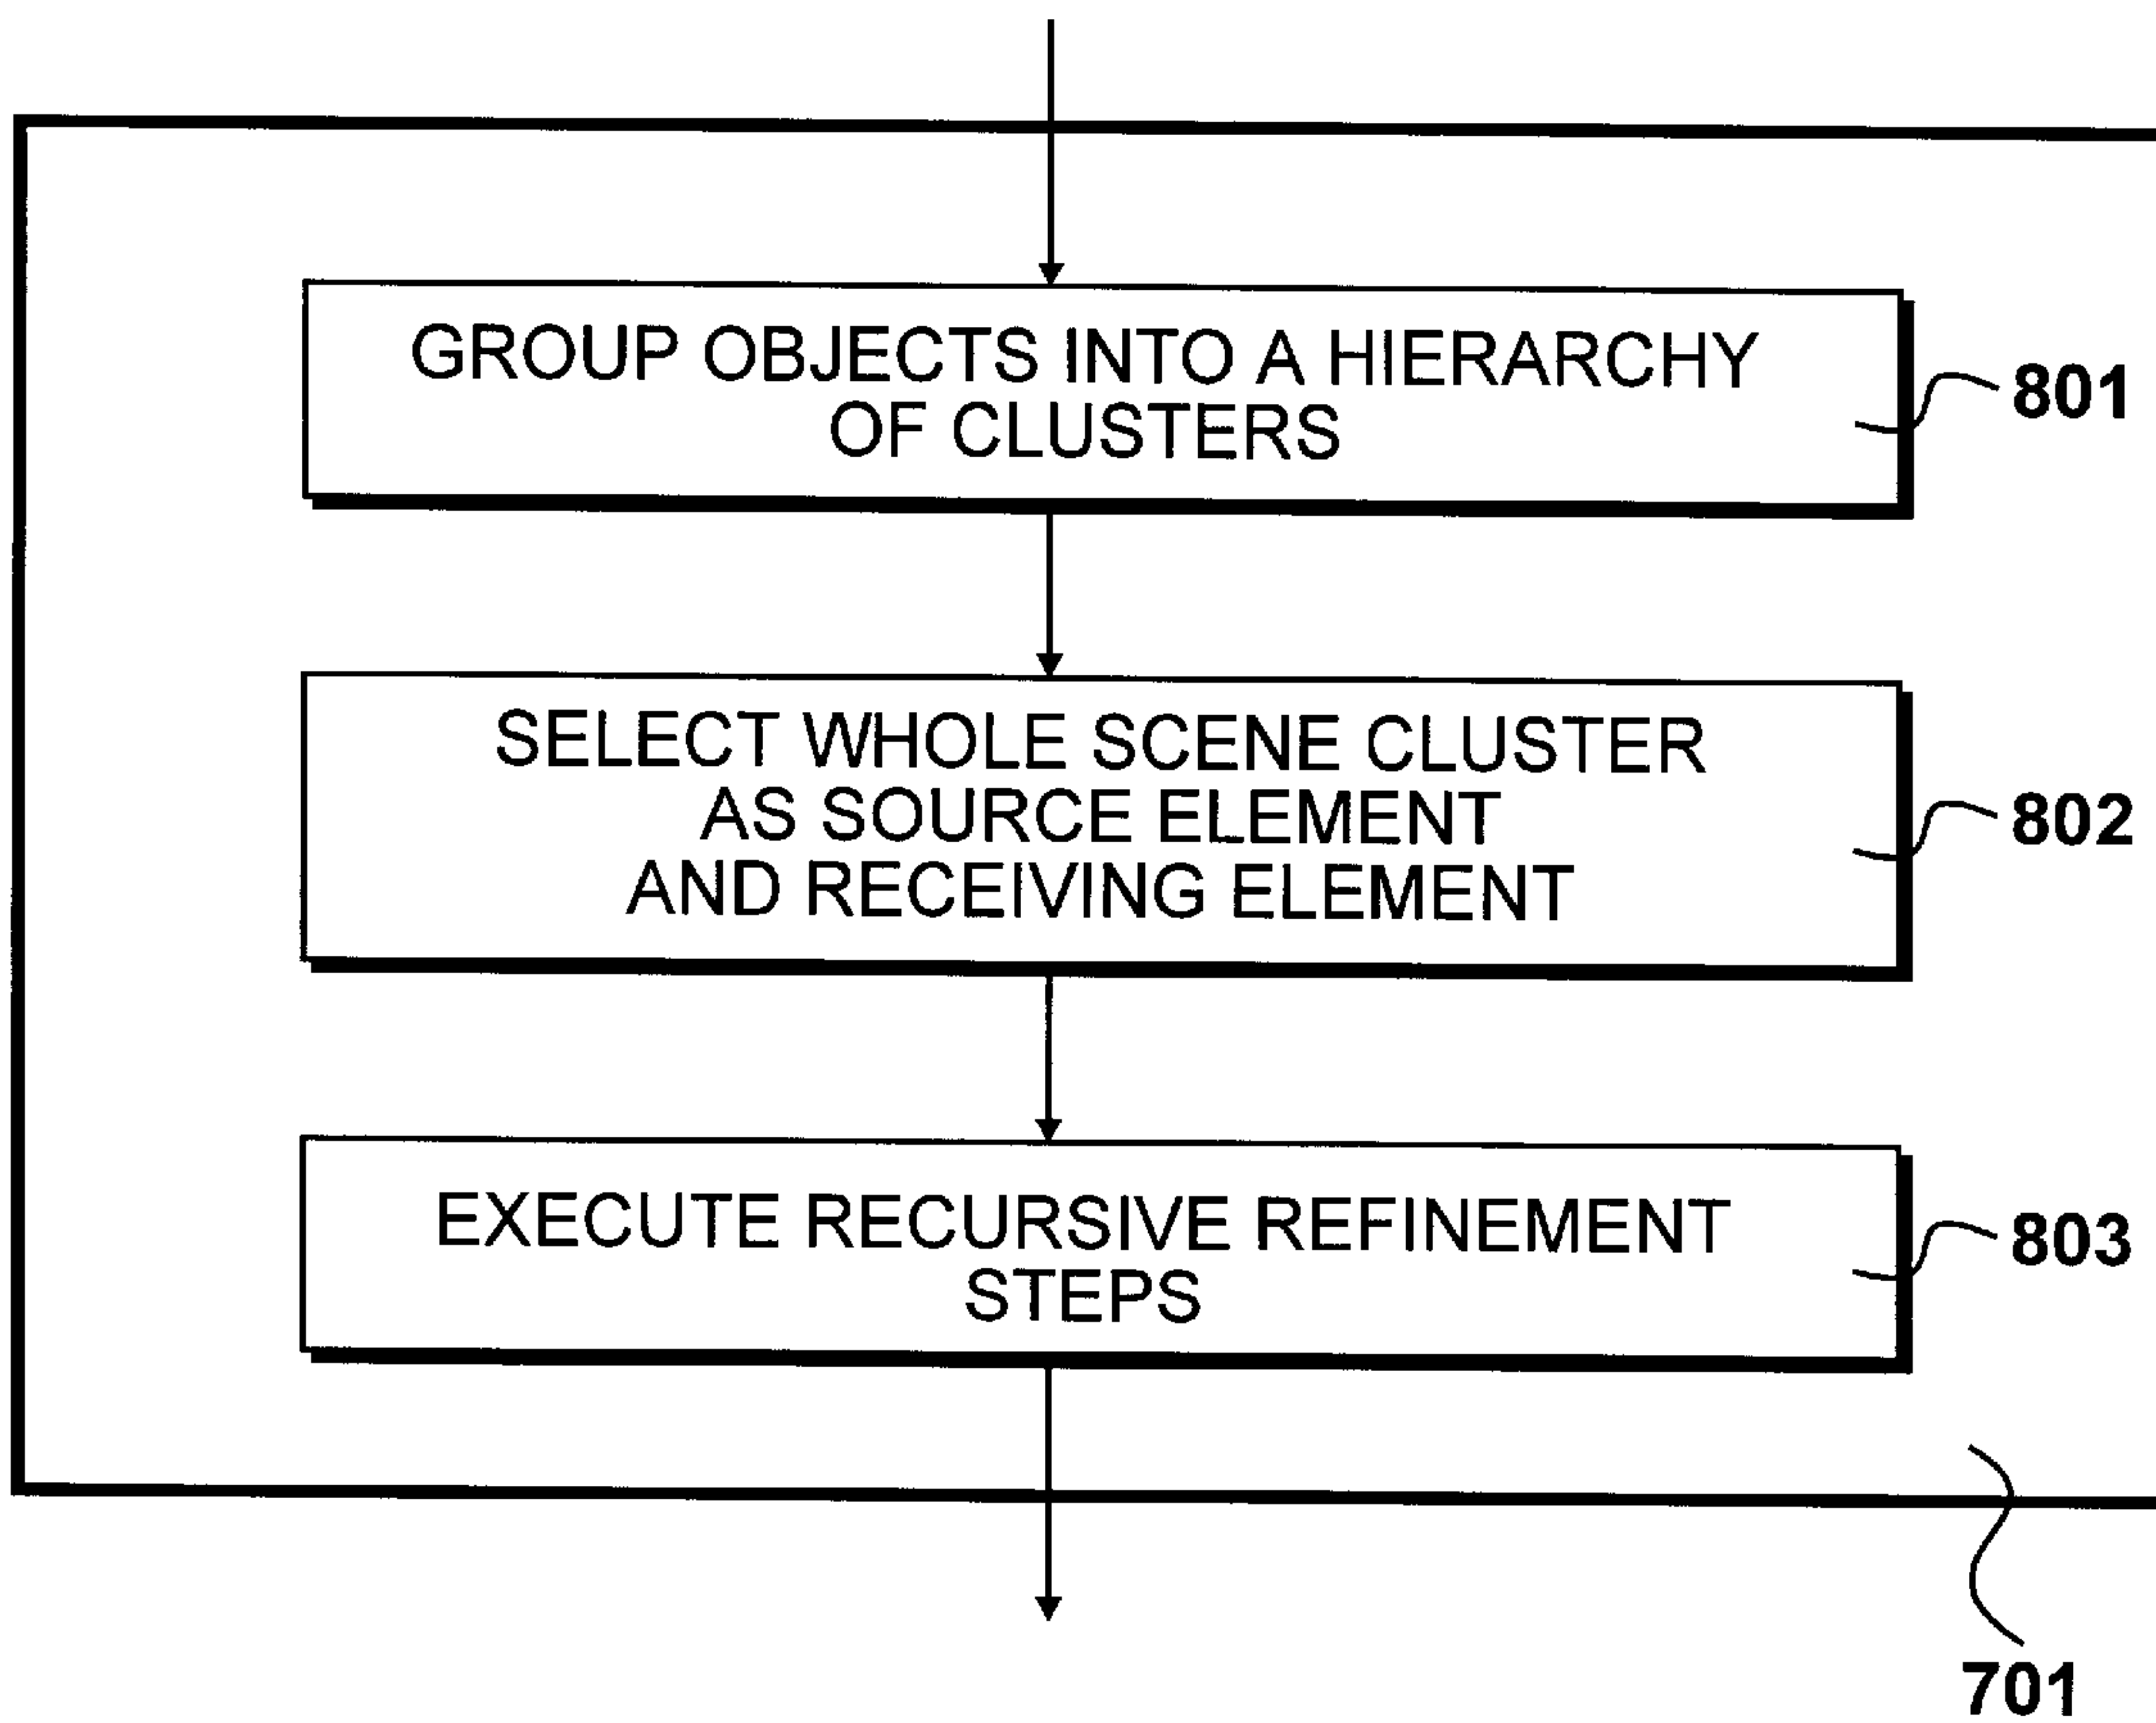 GROUP OBJECTS INTO A HIERARCHY
OF CLUSTERS
801
SELECT WHOLE SCENE CLUSTER
AS SOURCE ELEMENT
AND RECEIVING ELEMENT
802
EXECUTE RECURSIVE REFINEMENT
STEPS
803
701